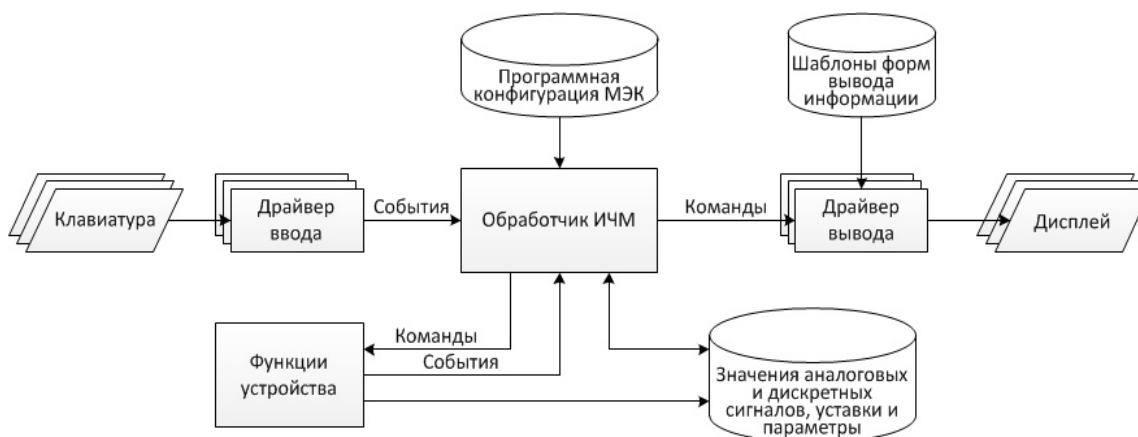 Программная
конфигурация МЭК
Шаблоны форм
вывода
информации
Клавиатура
Драйвер
ввода
События
Обработчик ИЧМ
Команды
Драйвер
вывода
Дисплей
Функции
устройства
Команды
События
Значения аналоговых
и дискретных
сигналов, уставки и
параметры